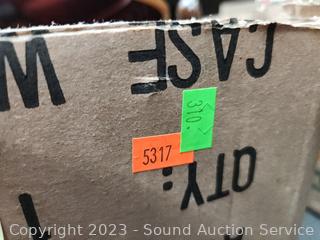 CASE
W
310.
5317
QTY:
Copyright 2023 - Sound Auction Service